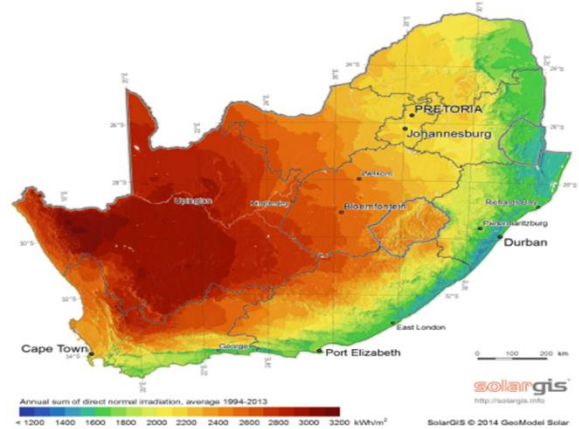 PRETORIA
Johannesburg
Welkom
Upington
Kimberley
Bloemfontein
Richards Bay
Pietermaritzburg
Durban
East London
Cape Town
George
Port Elizabeth
0 100 200 km
solargis
http://solargis.info
Annual sum of direct normal irradiation, average 1994-2013
< 1200 1400 1600 1800 2000 2200 2400 2600 2800 3000 3200 kWh/m²
SolarGIS © 2014 GeoModel Solar